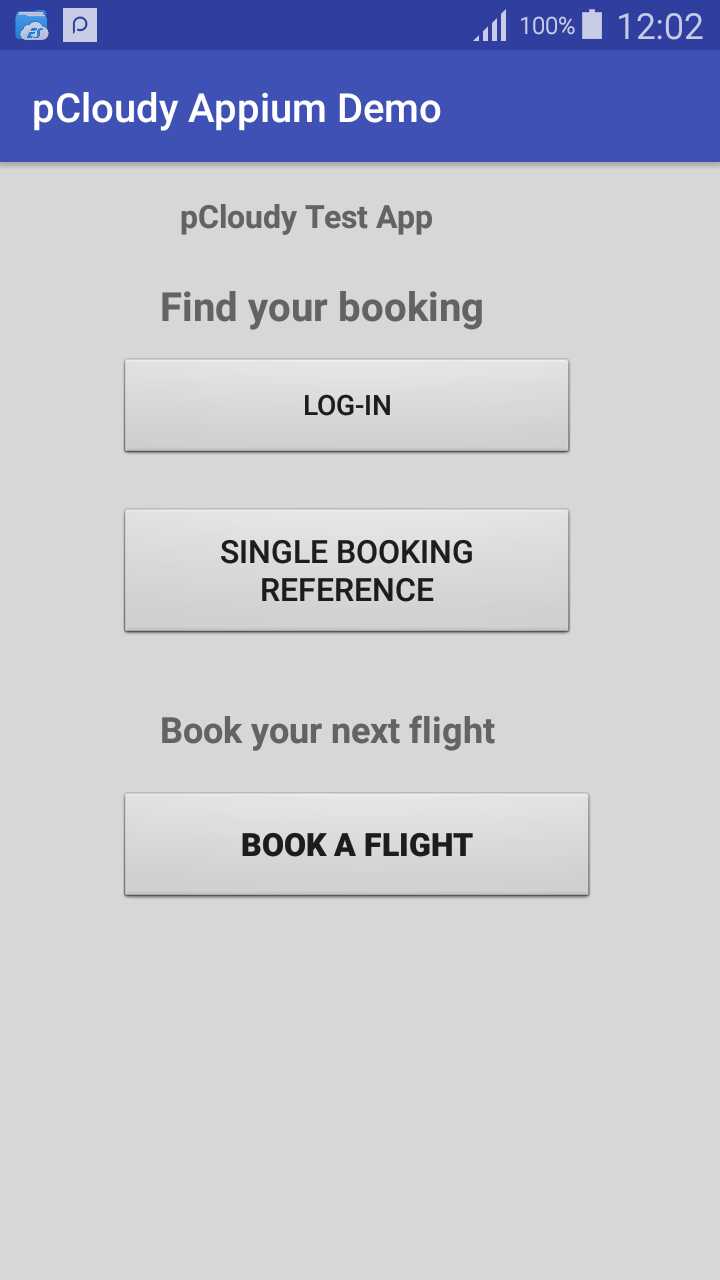 100% 12:02
pCloudy Appium Demo
pCloudy Test App
Find your booking
LOG-IN
SINGLE BOOKING
REFERENCE
Book your next flight
BOOK A FLIGHT